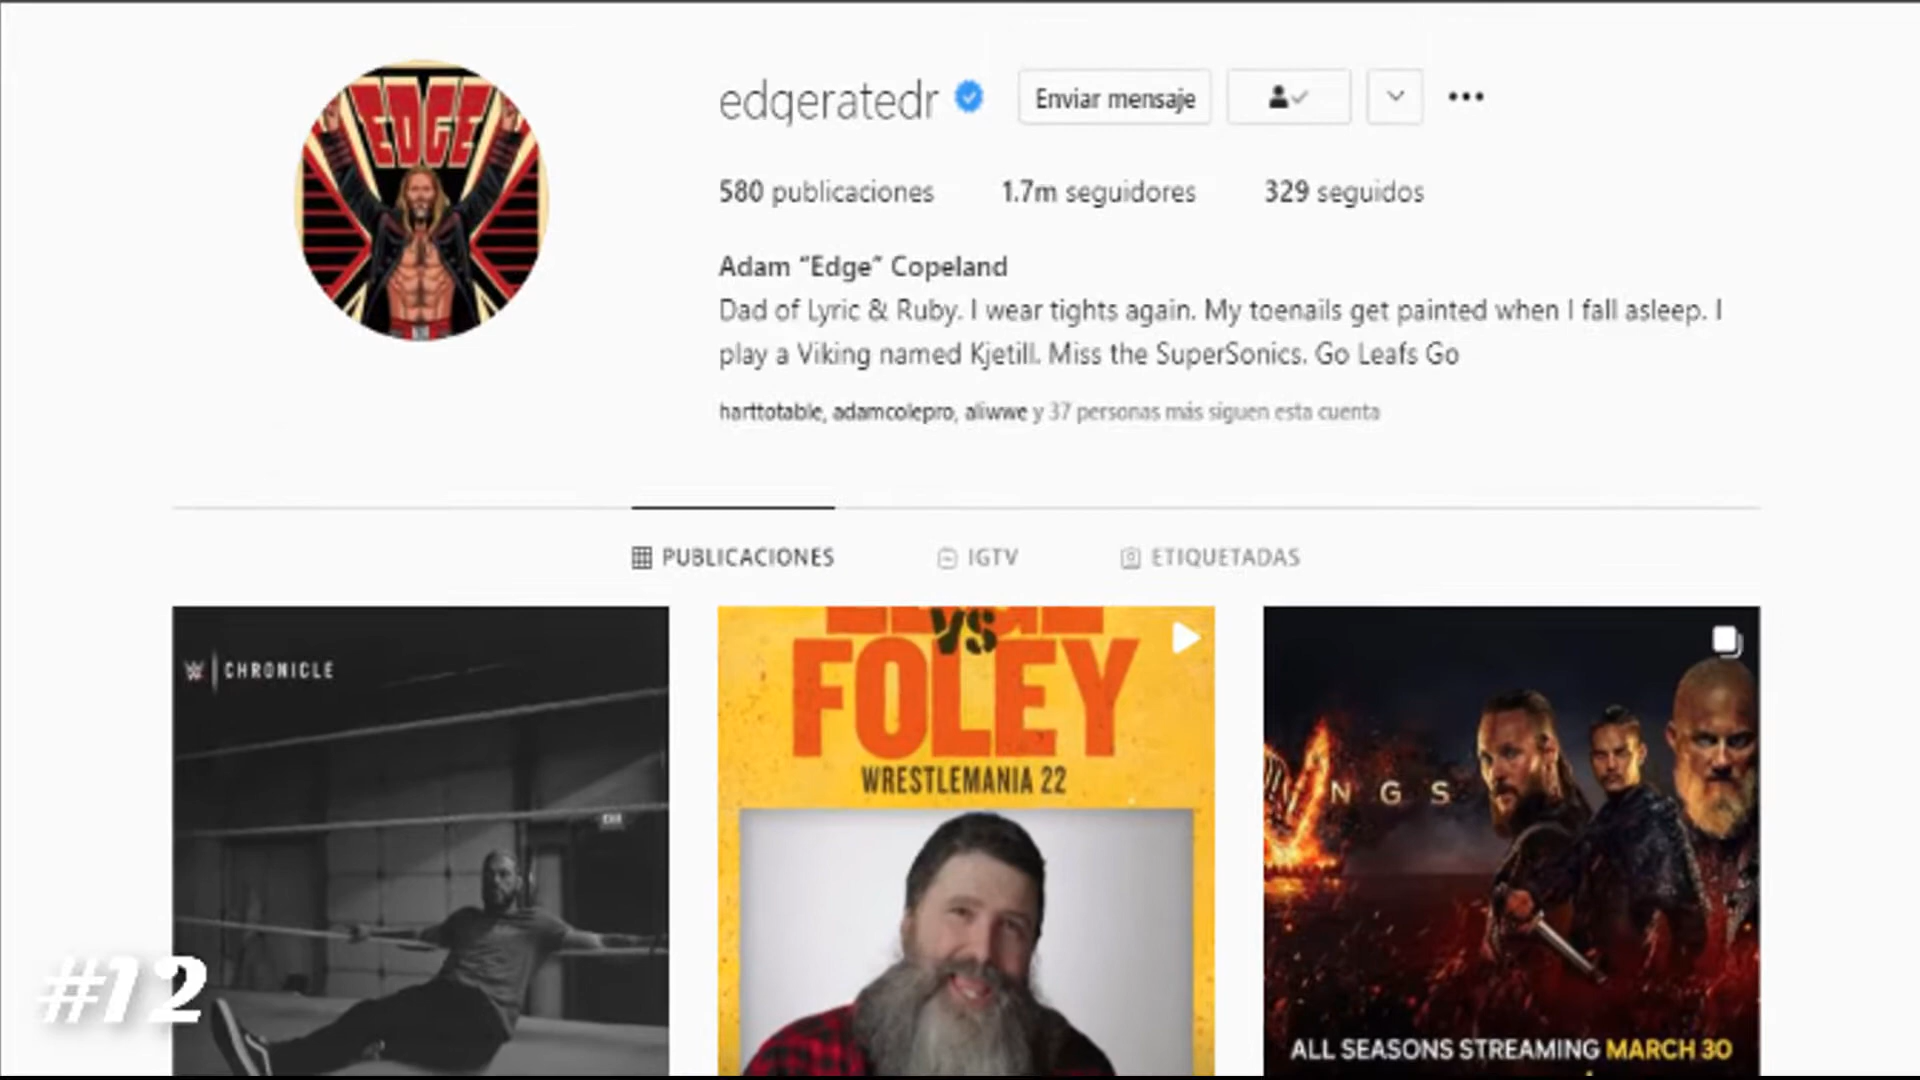 EDGE
edgeratedr
Enviar mensaje
580 publicaciones
1.7m seguidores
329 seguidos
Adam “Edge” Copeland
Dad of Lyric & Ruby. I wear tights again. My toenails get painted when I fall asleep. I
play a Viking named Kjetill. Miss the SuperSonics. Go Leafs Go
harttotable, adamcolepro, aliwwe y 37 personas más siguen esta cuenta
PUBLICACIONES
IGTV
ETIQUETADAS
W | CHRONICLE
EDGE
VS
FOLEY
WRESTLEMANIA 22
VIKINGS
ALL SEASONS STREAMING MARCH 30
#12